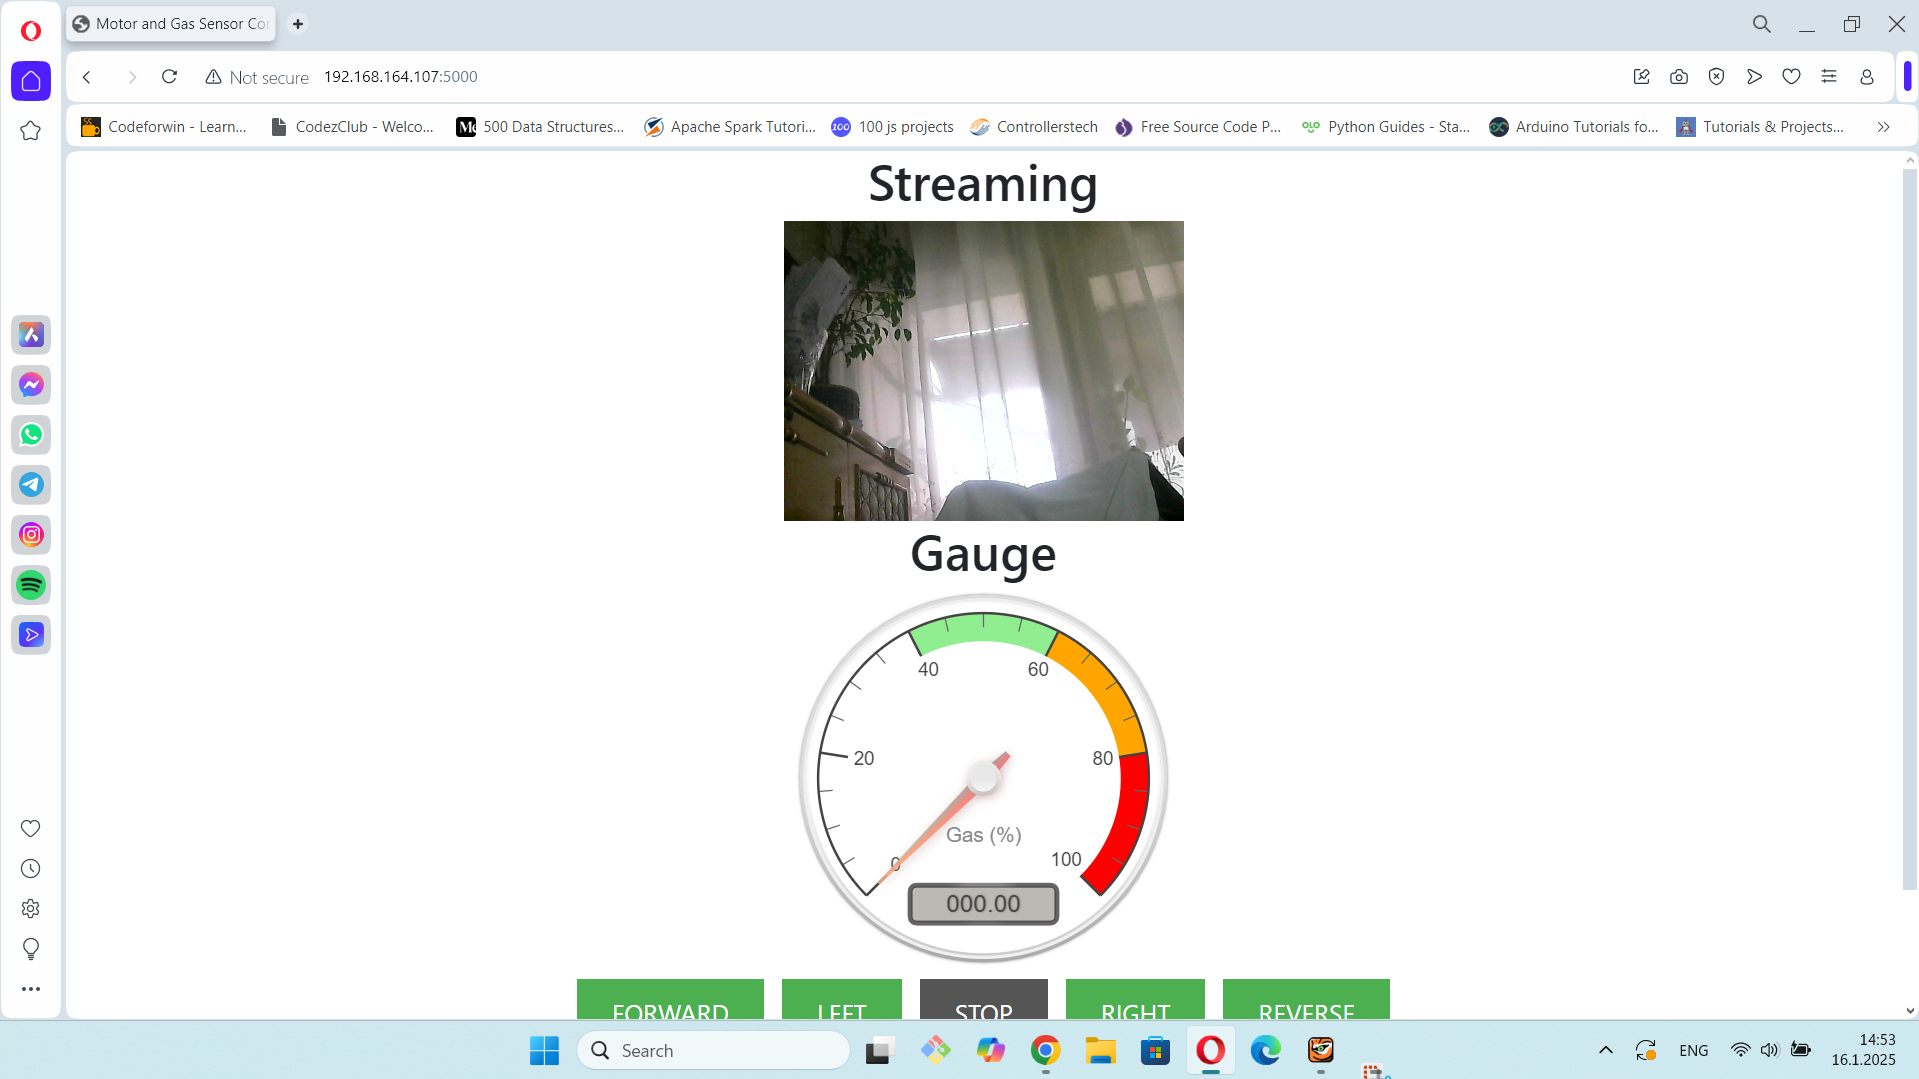 Motor and Gas Sensor Co
Not secure 192.168.164.107:5000
Codeforwin - Learn...
CodezClub - Welco...
500 Data Structures...
Apache Spark Tutori...
100 js projects
Controllerstech
Free Source Code P...
Python Guides - Sta...
Arduino Tutorials fo...
Tutorials & Projects...
Streaming
Gauge
40
60
20
80
Gas (%)
0
100
000.00
FORWARD
LEFT
STOP
RIGHT
REVERSE
Search
ENG
14:53
16.1.2025